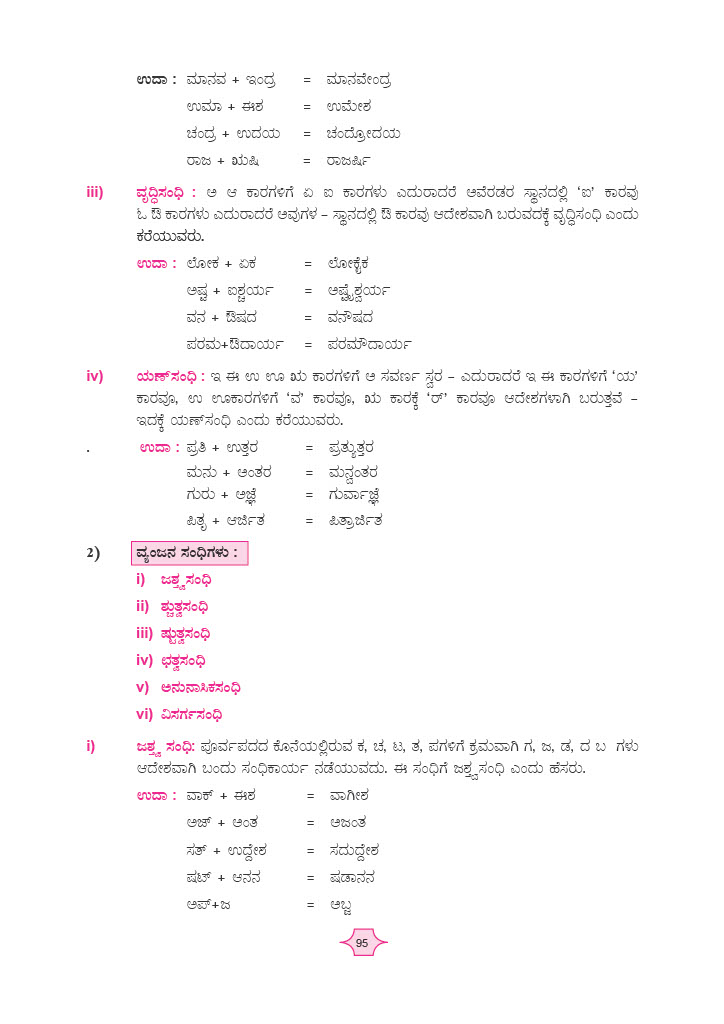 ಉದಾ : ಮಾನವ + ಇಂದ್ರ = ಮಾನವೇಂದ್ರ
ಉಮಾ + ಈಶ = ಉಮೇಶ
ಚಂದ್ರ + ಉದಯ = ಚಂದ್ರೋದಯ
ರಾಜ + ಋಷಿ = ರಾಜರ್ಷಿ
iii) ವೃದ್ಧಿಸಂಧಿ : ಅ ಆ ಕಾರಗಳಿಗೆ ಏ ಐ ಕಾರಗಳು ಎದುರಾದರೆ ಅವೆರಡರ ಸ್ಥಾನದಲ್ಲಿ ‘ಐ’ ಕಾರವು
ಓ ಔ ಕಾರಗಳು ಎದುರಾದರೆ ಅವುಗಳ – ಸ್ಥಾನದಲ್ಲಿ ಔ ಕಾರವು ಆದೇಶವಾಗಿ ಬರುವದಕ್ಕೆ ವೃದ್ಧಿಸಂಧಿ ಎಂದು
ಕರೆಯುವರು.
ಉದಾ : ಲೋಕ + ಏಕ = ಲೋಕೈಕ
ಅಷ್ಟ + ಐಶ್ಚರ್ಯ = ಅಷ್ಟೈಶ್ವರ್ಯ
ವನ + ಔಷದ = ವನೌಷದ
ಪರಮ+ಔದಾರ್ಯ = ಪರಮೌದಾರ್ಯ
iv) ಯಣ್‌ಸಂಧಿ : ಇ ಈ ಉ ಊ ಋ ಕಾರಗಳಿಗೆ ಅ ಸವರ್ಣ ಸ್ವರ – ಎದುರಾದರೆ ಇ ಈ ಕಾರಗಳಿಗೆ ‘ಯ’
ಕಾರವೂ, ಉ ಊಕಾರಗಳಿಗೆ ‘ವ’ ಕಾರವೂ, ಋ ಕಾರಕ್ಕೆ ‘ರ್’ ಕಾರವೂ ಆದೇಶಗಳಾಗಿ ಬರುತ್ತವೆ –
ಇದಕ್ಕೆ ಯಣ್‌ಸಂಧಿ ಎಂದು ಕರೆಯುವರು.
. ಉದಾ : ಪ್ರತಿ + ಉತ್ತರ = ಪ್ರತ್ಯುತ್ತರ
ಮನು + ಅಂತರ = ಮನ್ವಂತರ
ಗುರು + ಅಜ್ಞೆ = ಗುರ್ವಾಜ್ಞೆ
ಪಿತೃ + ಆರ್ಜಿತ = ಪಿತ್ರಾರ್ಜಿತ
2) ವ್ಯಂಜನ ಸಂಧಿಗಳು :
i) ಜಶ್ತ್ವಸಂಧಿ
ii) ಶ್ಚುತ್ವಸಂಧಿ
iii) ಷ್ಟುತ್ವಸಂಧಿ
iv) ಛತ್ವಸಂಧಿ
v) ಅನುನಾಸಿಕಸಂಧಿ
vi) ವಿಸರ್ಗಸಂಧಿ
i) ಜಶ್ತ್ವ ಸಂಧಿ: ಪೂರ್ವಪದದ ಕೊನೆಯಲ್ಲಿರುವ ಕ, ಚ, ಟ, ತ, ಪಗಳಿಗೆ ಕ್ರಮವಾಗಿ ಗ, ಜ, ಡ, ದ ಬ ಗಳು
ಆದೇಶವಾಗಿ ಬಂದು ಸಂಧಿಕಾರ್ಯ ನಡೆಯುವದು. ಈ ಸಂಧಿಗೆ ಜಶ್ತ್ವಸಂಧಿ ಎಂದು ಹೆಸರು.
ಉದಾ : ವಾಕ್ + ಈಶ = ವಾಗೀಶ
ಅಚ್ + ಅಂತ = ಅಜಂತ
ಸತ್ + ಉದ್ದೇಶ = ಸದುದ್ದೇಶ
ಷಟ್ + ಆನನ = ಷಡಾನನ
ಅಪ್+ಜ = ಅಬ್ಜ
95